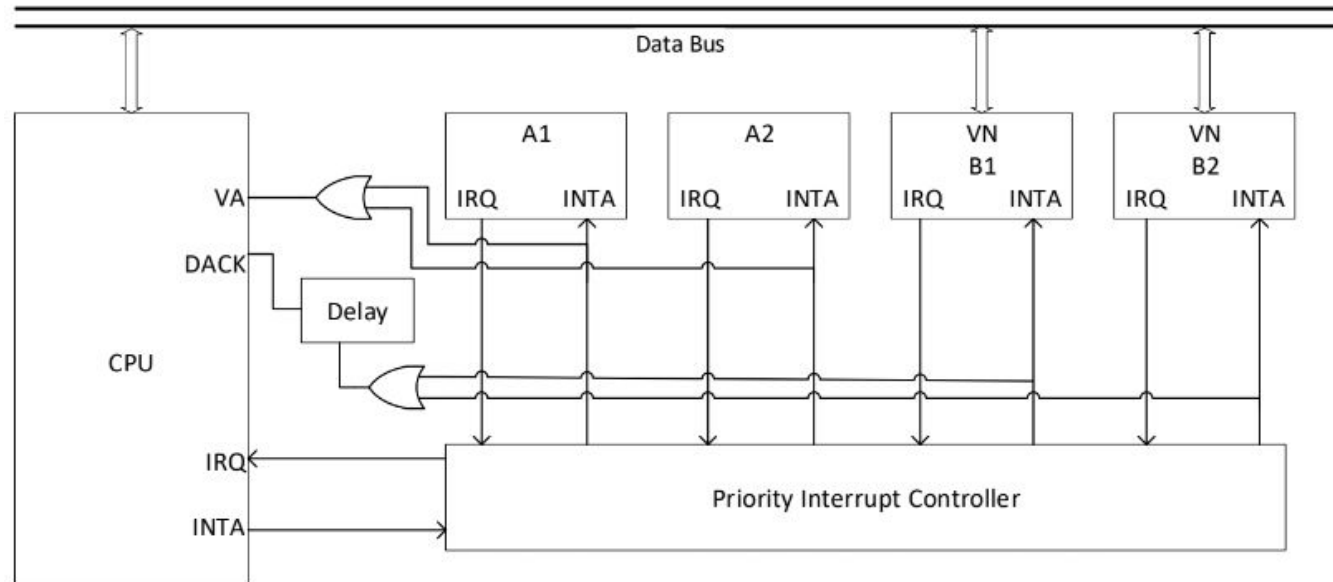 Data Bus
A1
A2
VN
B1
VN
B2
VA
IRQ INTA
IRQ INTA
IRQ INTA
IRQ INTA
DACK
Delay
CPU
IRQ
Priority Interrupt Controller
INTA